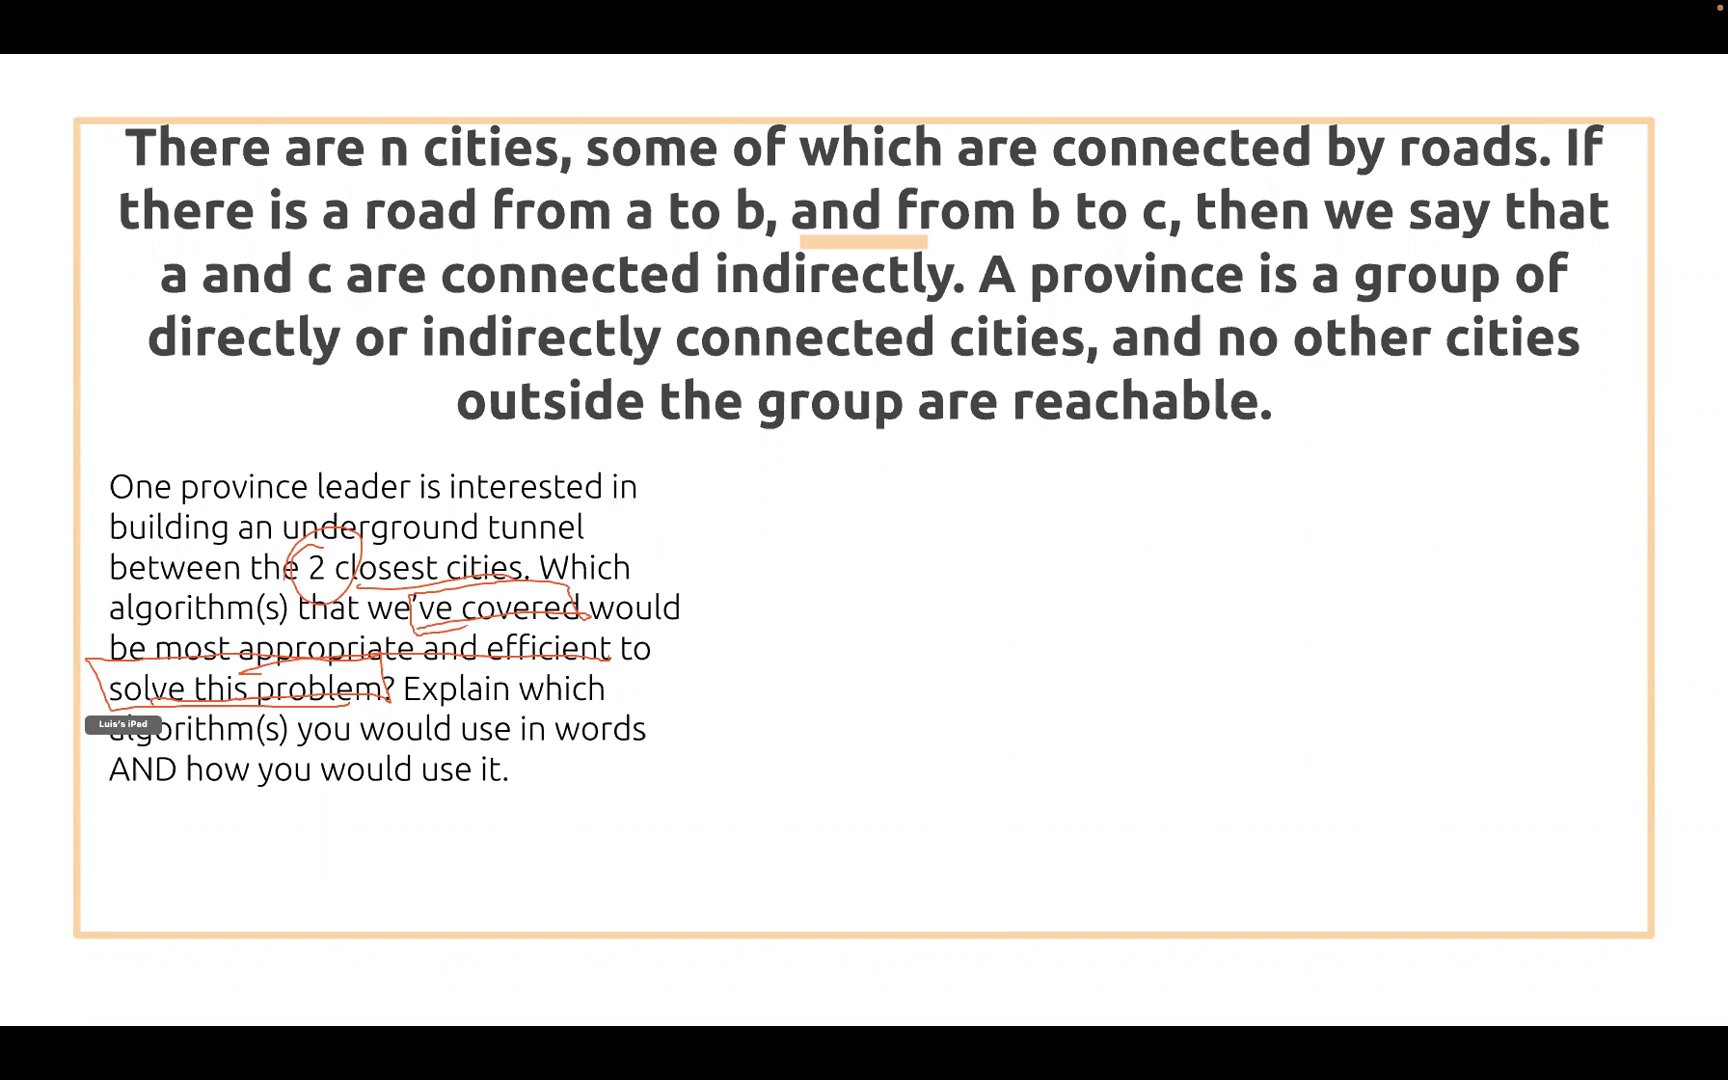 There are n cities, some of which are connected by roads. If
there is a road from a to b, and from b to c, then we say that
a and c are connected indirectly. A province is a group of
directly or indirectly connected cities, and no other cities
outside the group are reachable.
One province leader is interested in
building an underground tunnel
between the 2 closest cities. Which
algorithm(s) that we've covered would
be most appropriate and efficient to
solve this problem? Explain which
Luis's iPad
algorithm(s) you would use in words
AND how you would use it.